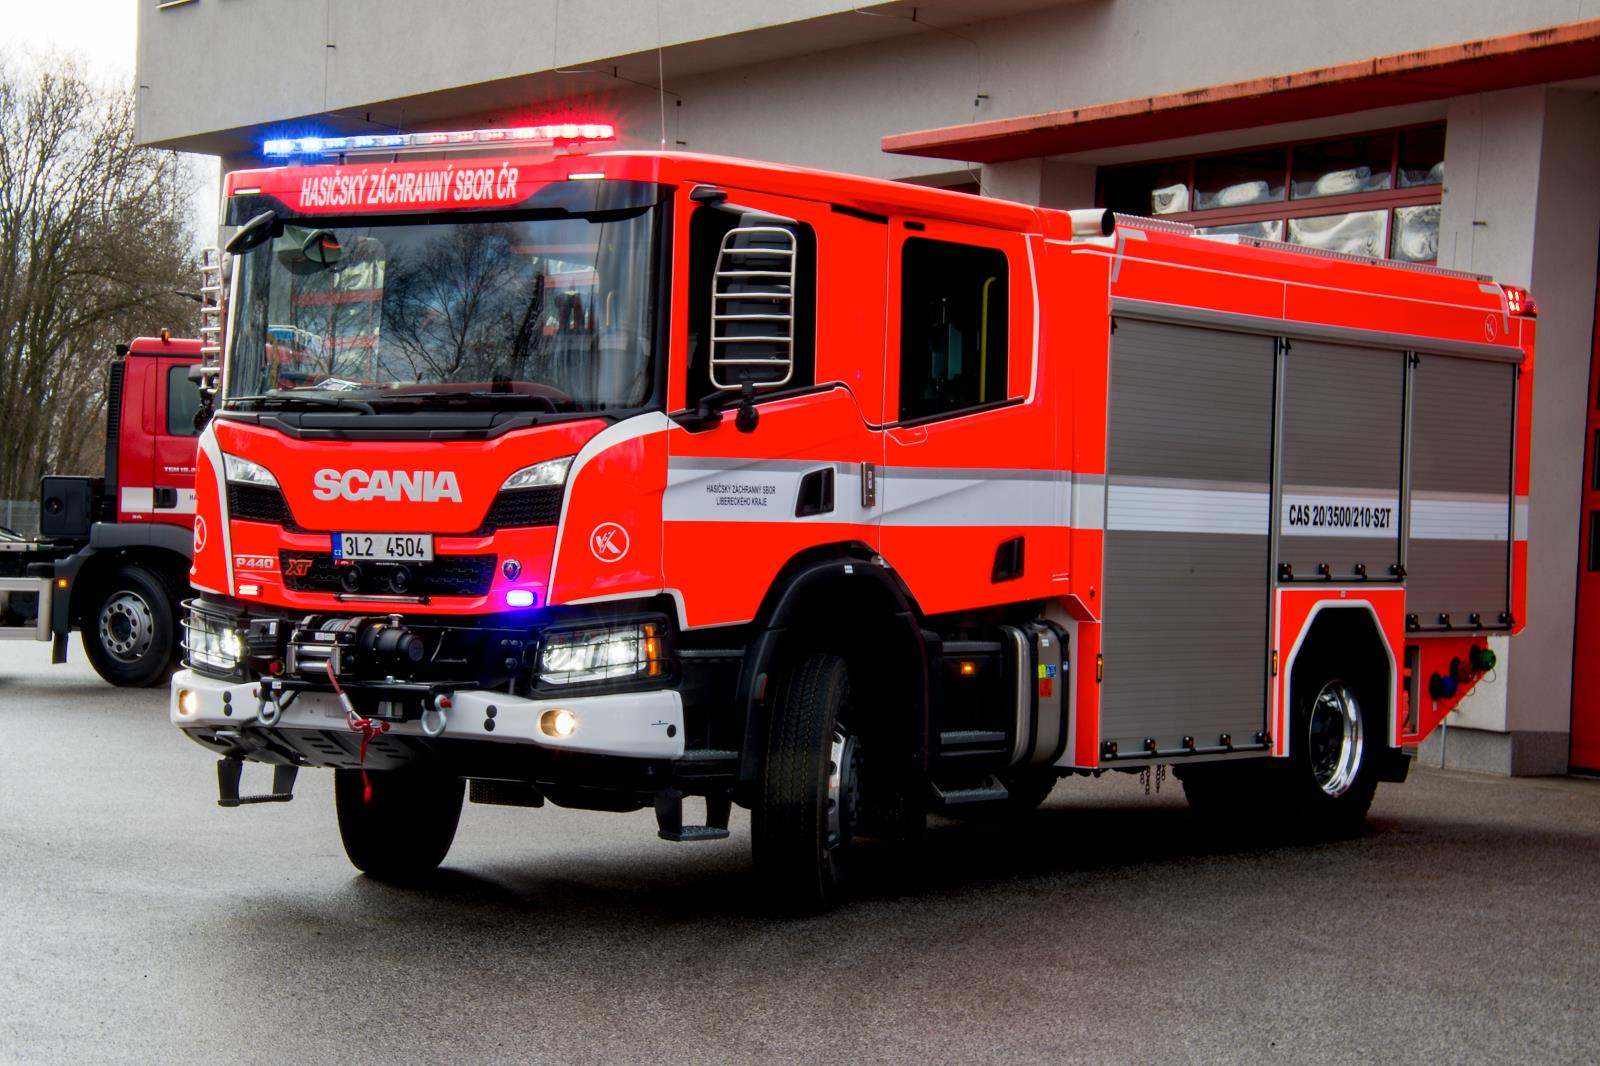 HASIČSKÝ ZÁCHRANNÝ SBOR ČR
SCANIA
HASIČSKÝ ZÁCHRANNÝ SBOR
LIBERECKÉHO KRAJE
CAS 20/3500/210-S2T
CZ
3L2 4504
P440
XT